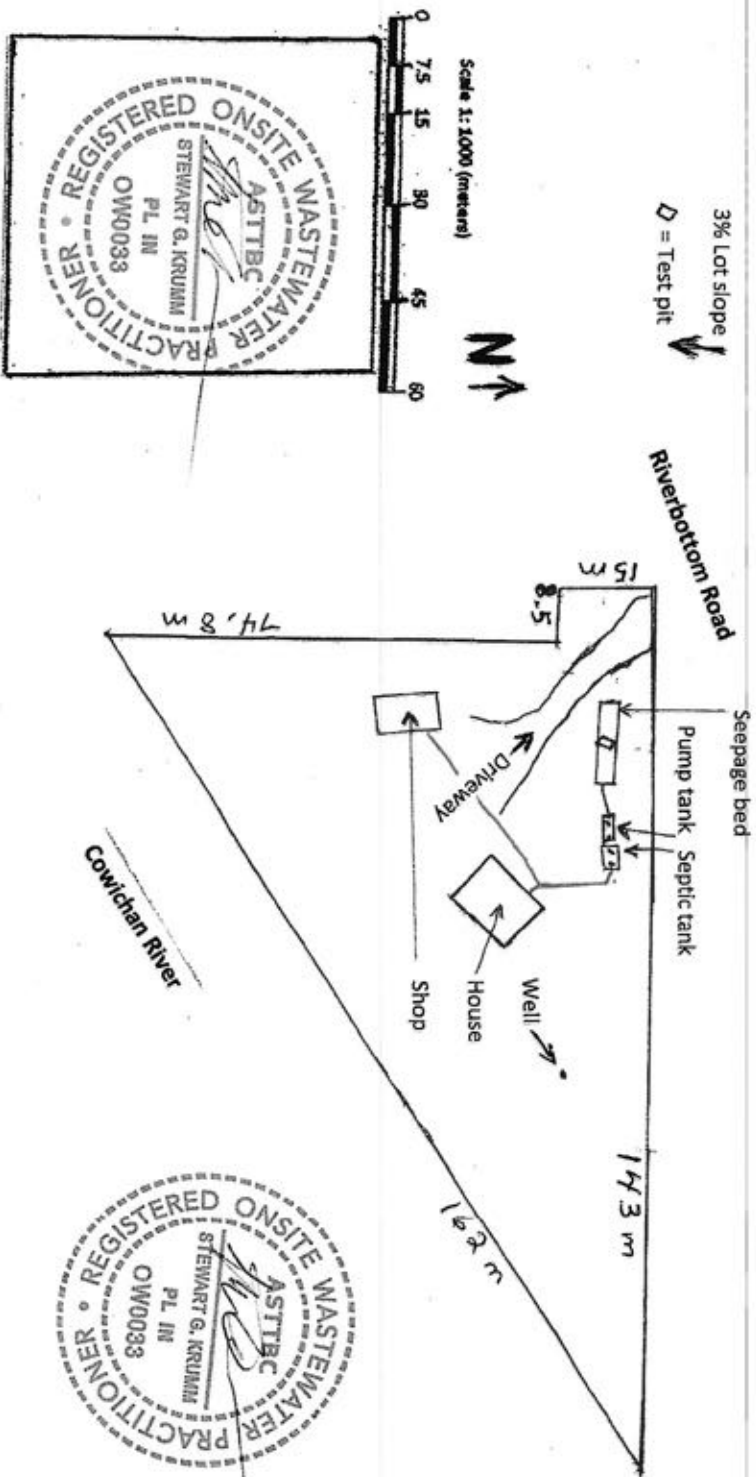 3% Lot slope
◊ = Test pit
N
Scale 1: 1000 (meters)
0 7.5 15 30 45 60
REGISTERED ONSITE WASTEWATER PRACTITIONER
ASTTBC
STEWART G. KRUMM
PL. IN
OW0033
Riverbottom Road
Seepage bed
Pump tank
Septic tank
15 m
8.5
74.8 m
143 m
162 m
Driveway
Well
House
Shop
Cowichan River
REGISTERED ONSITE WASTEWATER PRACTITIONER
ASTTBC
STEWART G. KRUMM
PL. IN
OW0033